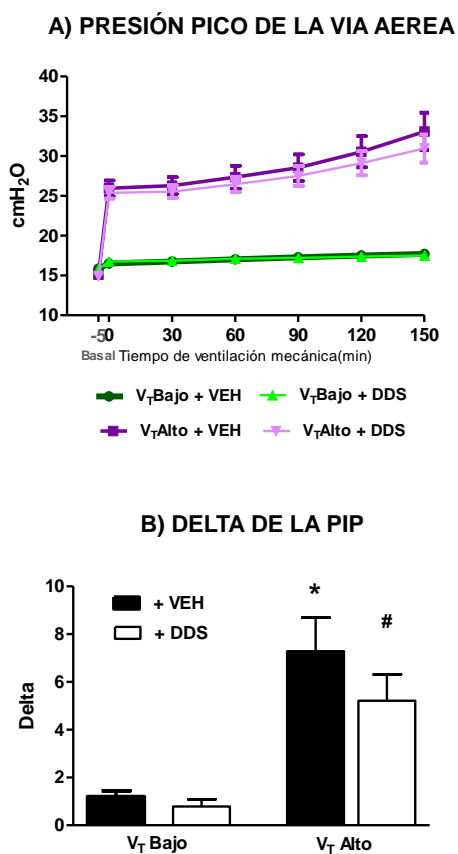 A) PRESIÓN PICO DE LA VIA AEREA
40
35
30
25
20
15
10
cmH2O
-5 0 30 60 90 120 150
Basal Tiempo de ventilación mecánica(min)
VTBajo + VEH VTBajo + DDS
VTAlto + VEH VTAlto + DDS
B) DELTA DE LA PIP
10
8
6
4
2
0
Delta
+ VEH
+ DDS
*
#
VT Bajo VT Alto